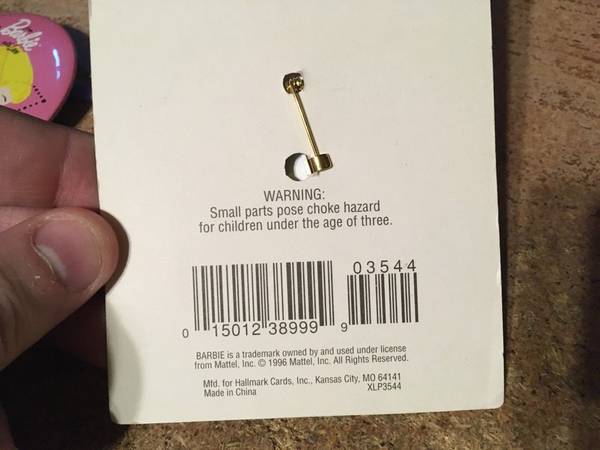 Barbie
WARNING:
Small parts pose choke hazard
for children under the age of three.
03544
0 15012 38999 9
BARBIE is a trademark owned by and used under license
from Mattel, Inc. © 1996 Mattel, Inc. All Rights Reserved.
Mfd. for Hallmark Cards, Inc., Kansas City, MO 64141
Made in China XLP3544